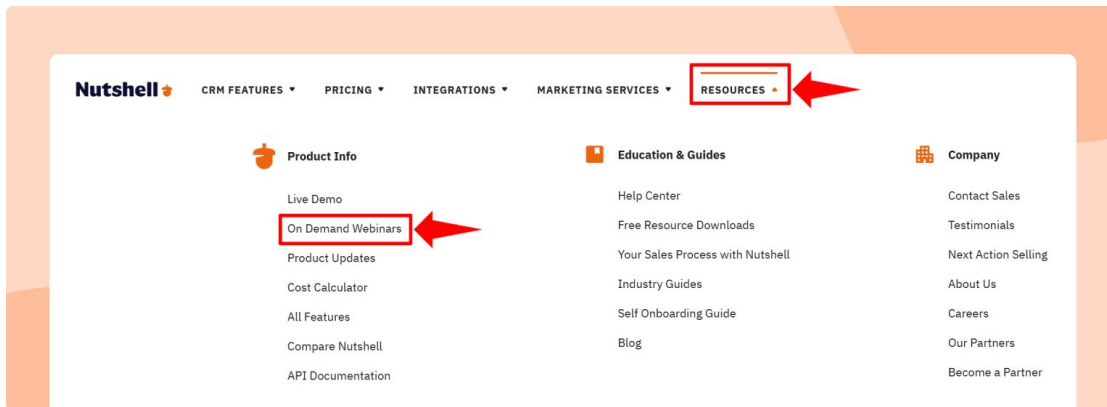 Nutshell
CRM FEATURES
PRICING
INTEGRATIONS
MARKETING SERVICES
RESOURCES
Product Info
Live Demo
On Demand Webinars
Product Updates
Cost Calculator
All Features
Compare Nutshell
API Documentation
Education & Guides
Help Center
Free Resource Downloads
Your Sales Process with Nutshell
Industry Guides
Self Onboarding Guide
Blog
Company
Contact Sales
Testimonials
Next Action Selling
About Us
Careers
Our Partners
Become a Partner